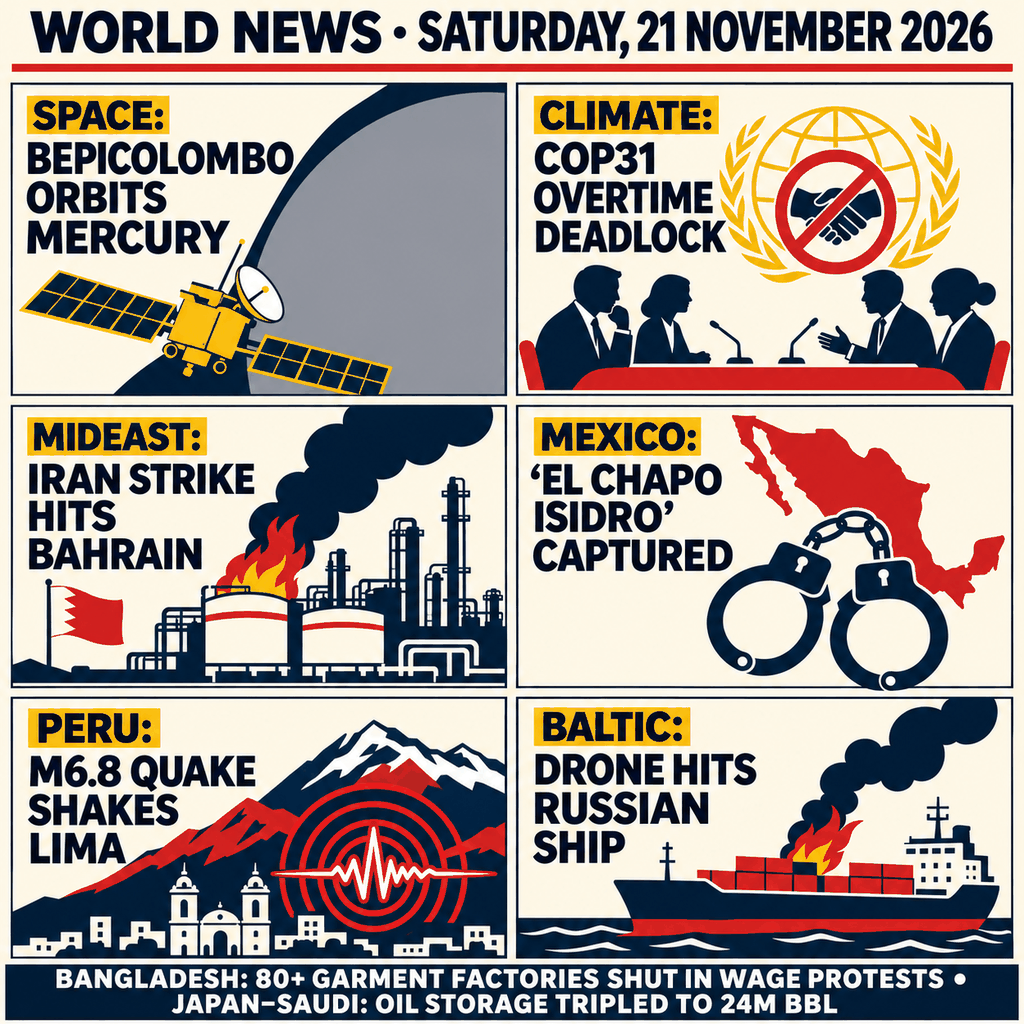 WORLD NEWS • SATURDAY, 21 NOVEMBER 2026
SPACE:
BEPICOLOMBO
ORBITS
MERCURY
CLIMATE:
COP31
OVERTIME
DEADLOCK
MIDEAST:
IRAN STRIKE
HITS
BAHRAIN
MEXICO:
‘EL CHAPO
ISIDRO’
CAPTURED
PERU:
M6.8 QUAKE
SHAKES
LIMA
BALTIC:
DRONE HITS
RUSSIAN
SHIP
BANGLADESH: 80+ GARMENT FACTORIES SHUT IN WAGE PROTESTS •
JAPAN–SAUDI: OIL STORAGE TRIPLED TO 24M BBL